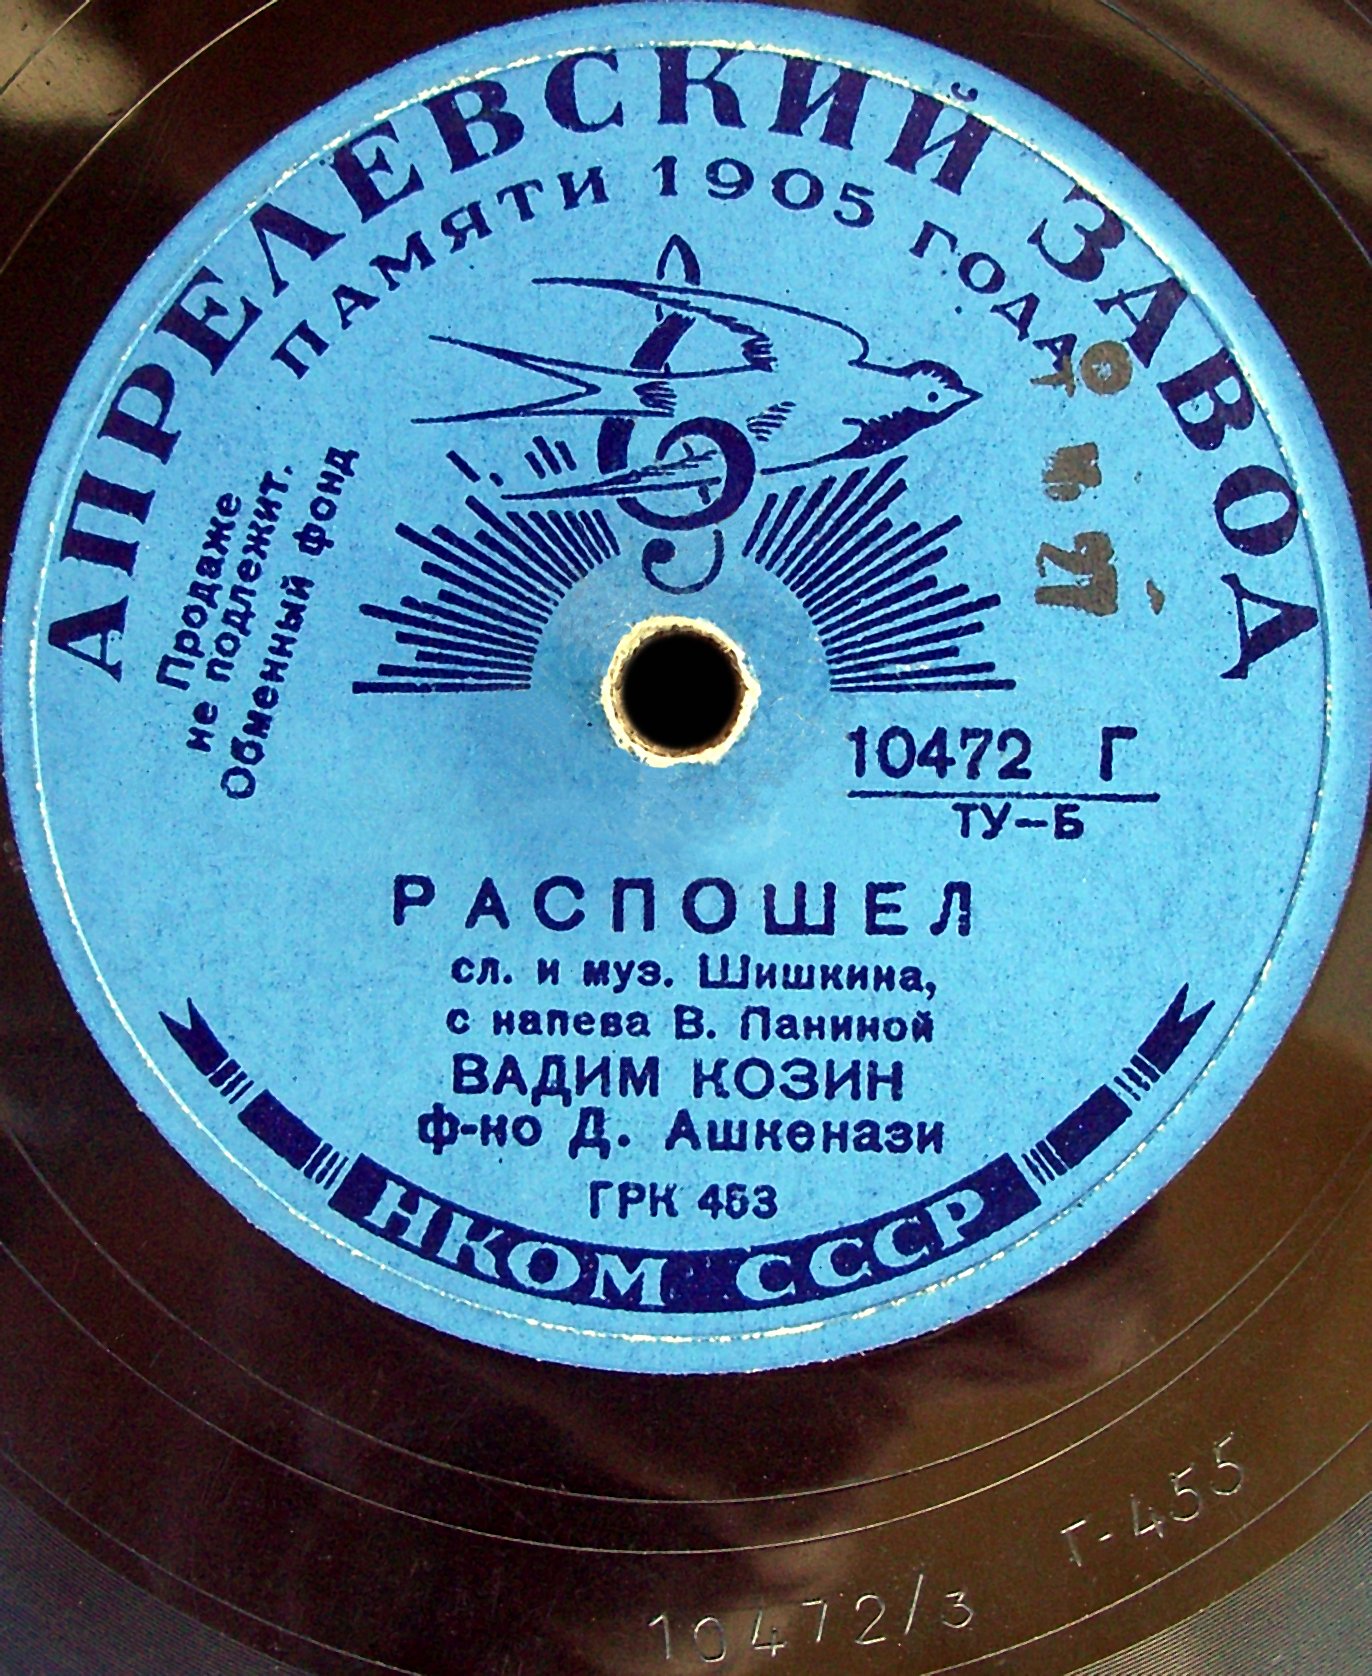 АПРЕЛЕВСКИЙ ЗАВОД
ПАМЯТИ 1905 ГОДА
Продаже
не подлежит.
Обменный фонд
10472 Г
ТУ-Б
РАСПОШЕЛ
сл. и муз. Шишкина,
с напева В. Паниной
ВАДИМ КОЗИН
ф-но Д. Ашкенази
ГРК 453
НКОМ СССР
Г-455
10472/3